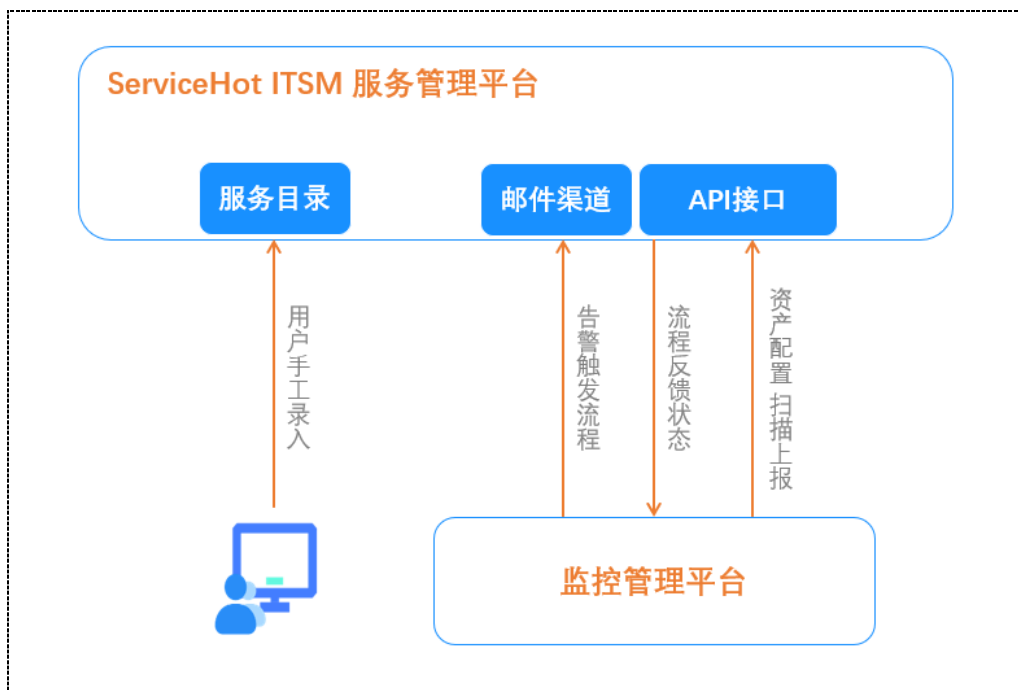 ServiceHot ITSM 服务管理平台
服务目录
邮件渠道
API接口
用户手工录入
告警触发流程
流程反馈状态
资产配置 扫描上报
监控管理平台